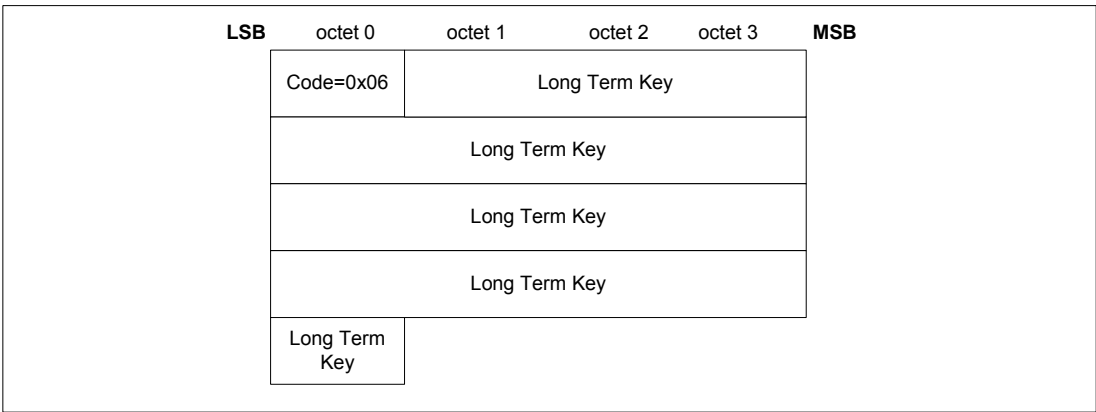 LSB octet 0 octet 1 octet 2 octet 3 MSB
Code=0x06 Long Term Key
Long Term Key
Long Term Key
Long Term Key
Long Term
Key